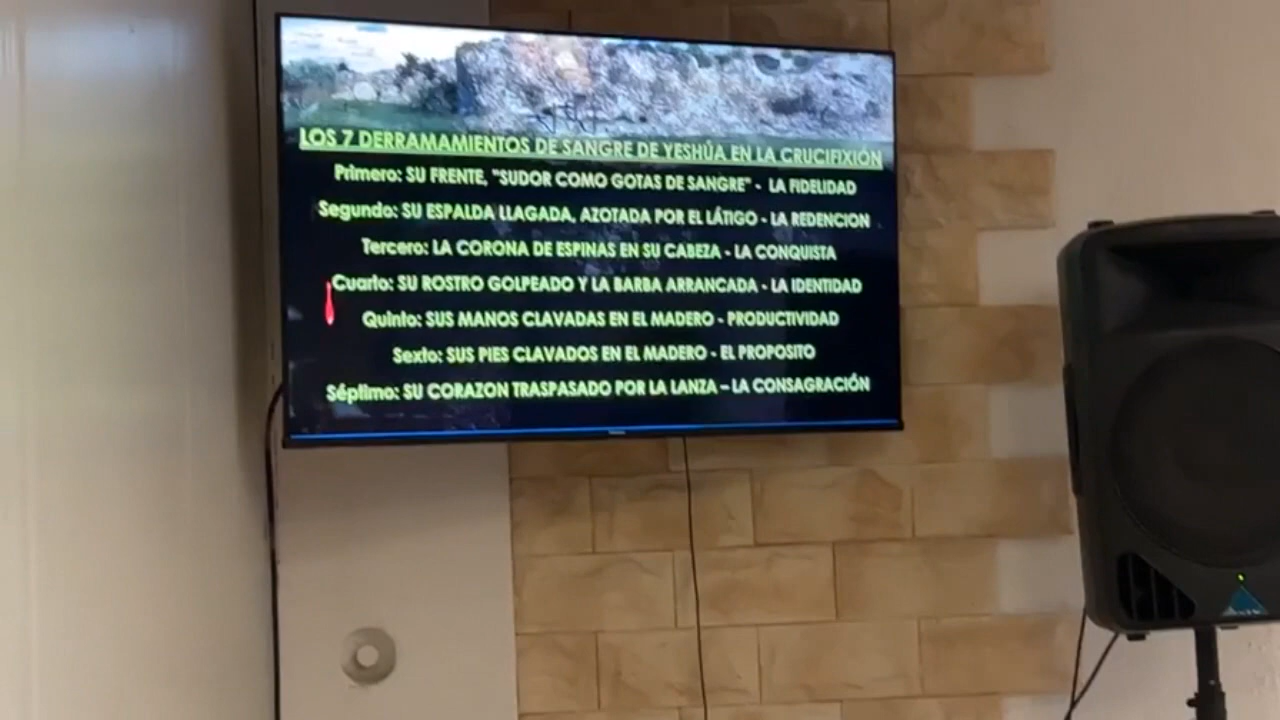 LOS 7 DERRAMAMIENTOS DE SANGRE DE YESHÚA EN LA CRUCIFIXIÓN
Primero: SU FRENTE, "SUDOR COMO GOTAS DE SANGRE" - LA FIDELIDAD
Segundo: SU ESPALDA LLAGADA, AZOTADA POR EL LÁTIGO - LA REDENCION
Tercero: LA CORONA DE ESPINAS EN SU CABEZA - LA CONQUISTA
Cuarto: SU ROSTRO GOLPEADO Y LA BARBA ARRANCADA - LA IDENTIDAD
Quinto: SUS MANOS CLAVADAS EN EL MADERO - PRODUCTIVIDAD
Sexto: SUS PIES CLAVADOS EN EL MADERO - EL PROPOSITO
Séptimo: SU CORAZON TRASPASADO POR LA LANZA – LA CONSAGRACIÓN